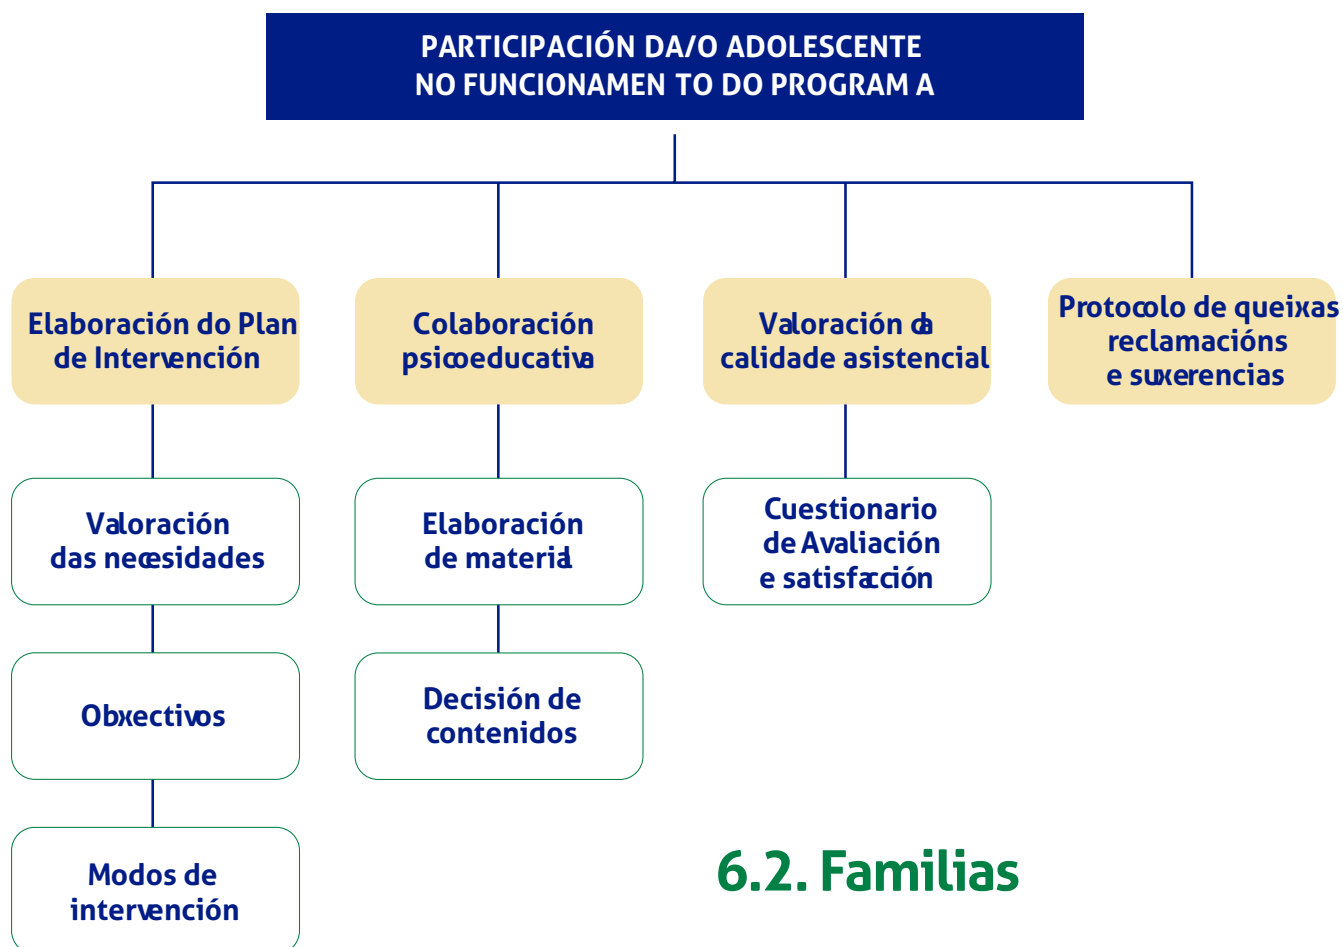 PARTICIPACIÓN DA/O ADOLESCENTE
NO FUNCIONAMEN TO DO PROGRAM A
Elaboración do Plan
de Intervención
Colaboración
psicoeducativa
Valoración da
calidade asistencial
Protocolo de queixas
reclamacións
e suxerencias
Valoración
das necesidades
Elaboración
de material
Cuestionario
de Avaliación
e satisfacción
Obxectivos
Decisión de
contenidos
Modos de
intervención
6.2. Familias